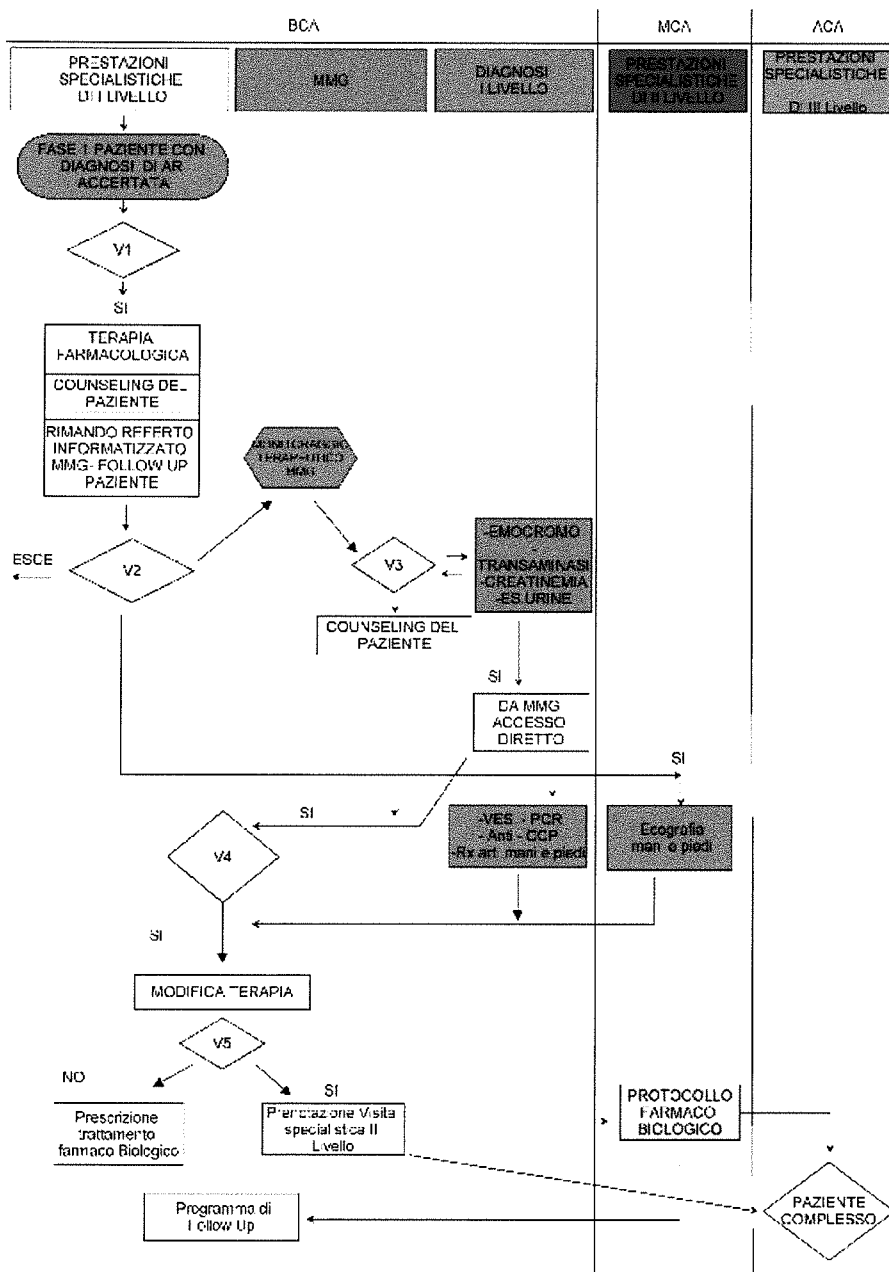 BCA
MCA
ACA
PRESTAZIONI
SPECIALISTICHE
DI I LIVELLO
MMG
DIAGNOSI
I LIVELLO
PRESTAZIONI
SPECIALISTICHE
DI II LIVELLO
PRESTAZIONI
SPECIALISTICHE
DI III Livello
FASE 1 PAZIENTE CON
DIAGNOSI DI AR
ACCERTATA
V1
SI
TERAPIA
FARMACOLOGICA
COUNSELING DEL
PAZIENTE
RIMANDO REFERTO
INFORMATIZZATO
MMG- FOLLOW UP
PAZIENTE
MONITORAGGIO
TERAPEUTICO
MMG
ESCE
V2
V3
-EMOCROMO
-
TRANSAMINASI
-CREATINEMIA
-ES URINE
COUNSELING DEL
PAZIENTE
SI
DA MMG
ACCESSO
DIRETTO
SI
SI
-VES - PCR
- Anti - CCP
-Rx art mani e piedi
Ecografia
mani e piedi
V4
SI
MODIFICA TERAPIA
V5
NO
SI
Prescrizione
trattamento
farmaco Biologico
Prenotazione Visita
specialistica II
Livello
PROTOCOLLO
FARMACO
BIOLOGICO
PAZIENTE
COMPLESSO
Programma di
Follow Up